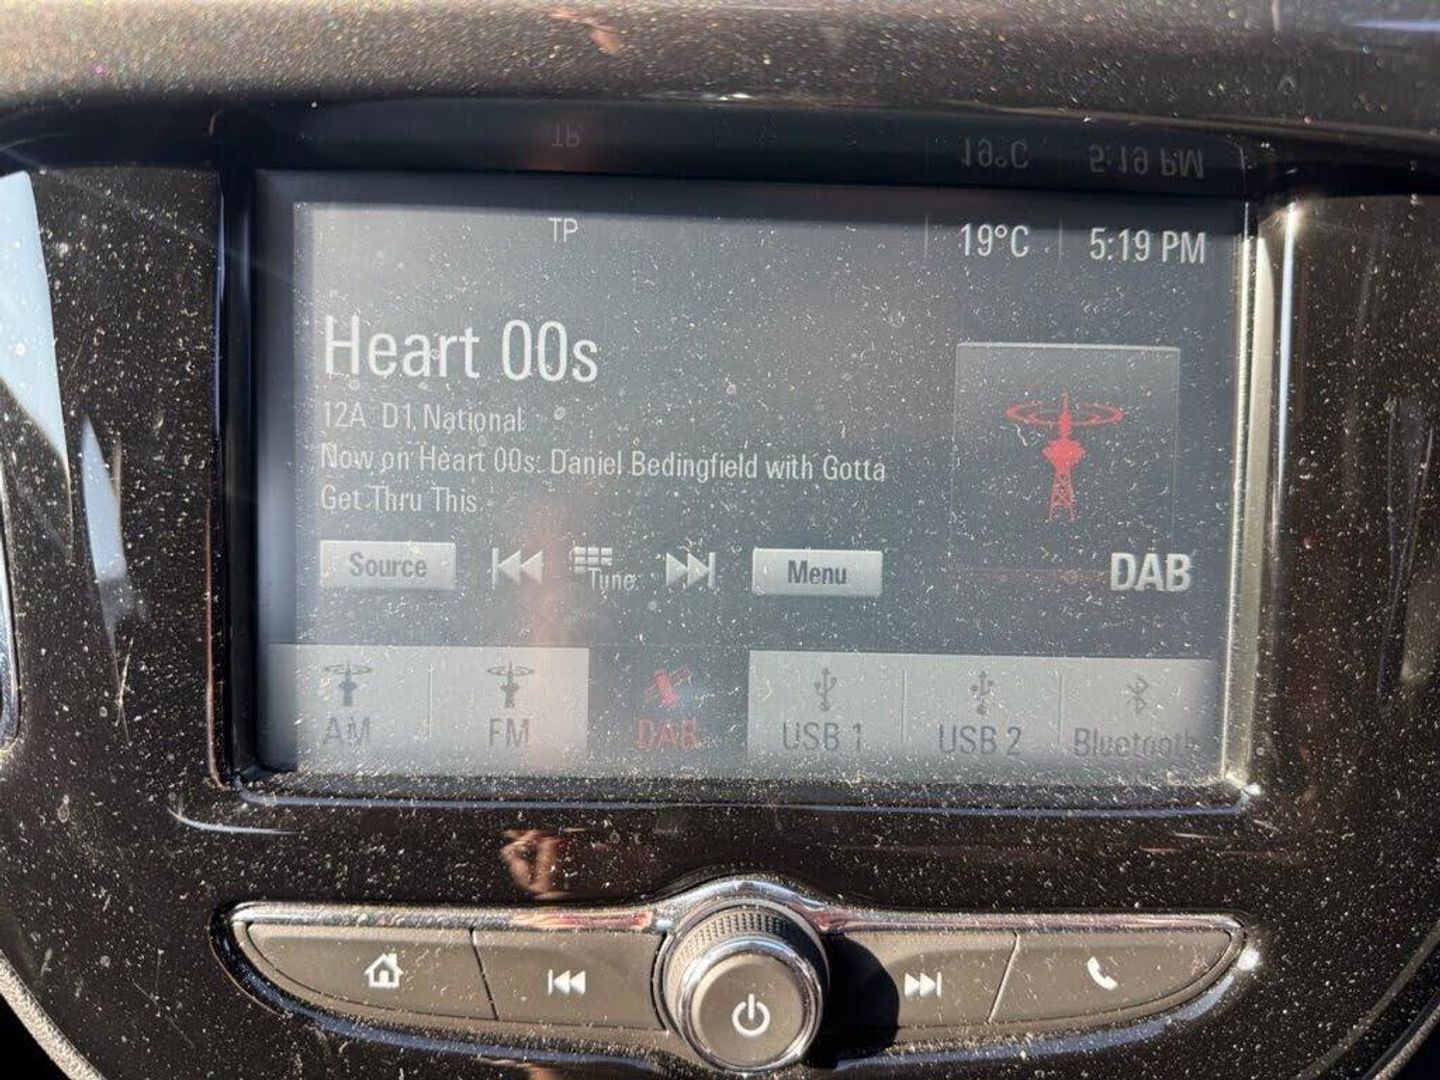 TP 19°C 5:19 PM
Heart 00s
12A D1 National
Now on Heart 00s: Daniel Bedingfield with Gotta
Get Thru This
Source Tune Menu DAB
AM FM DAB USB 1 USB 2 Bluetooth